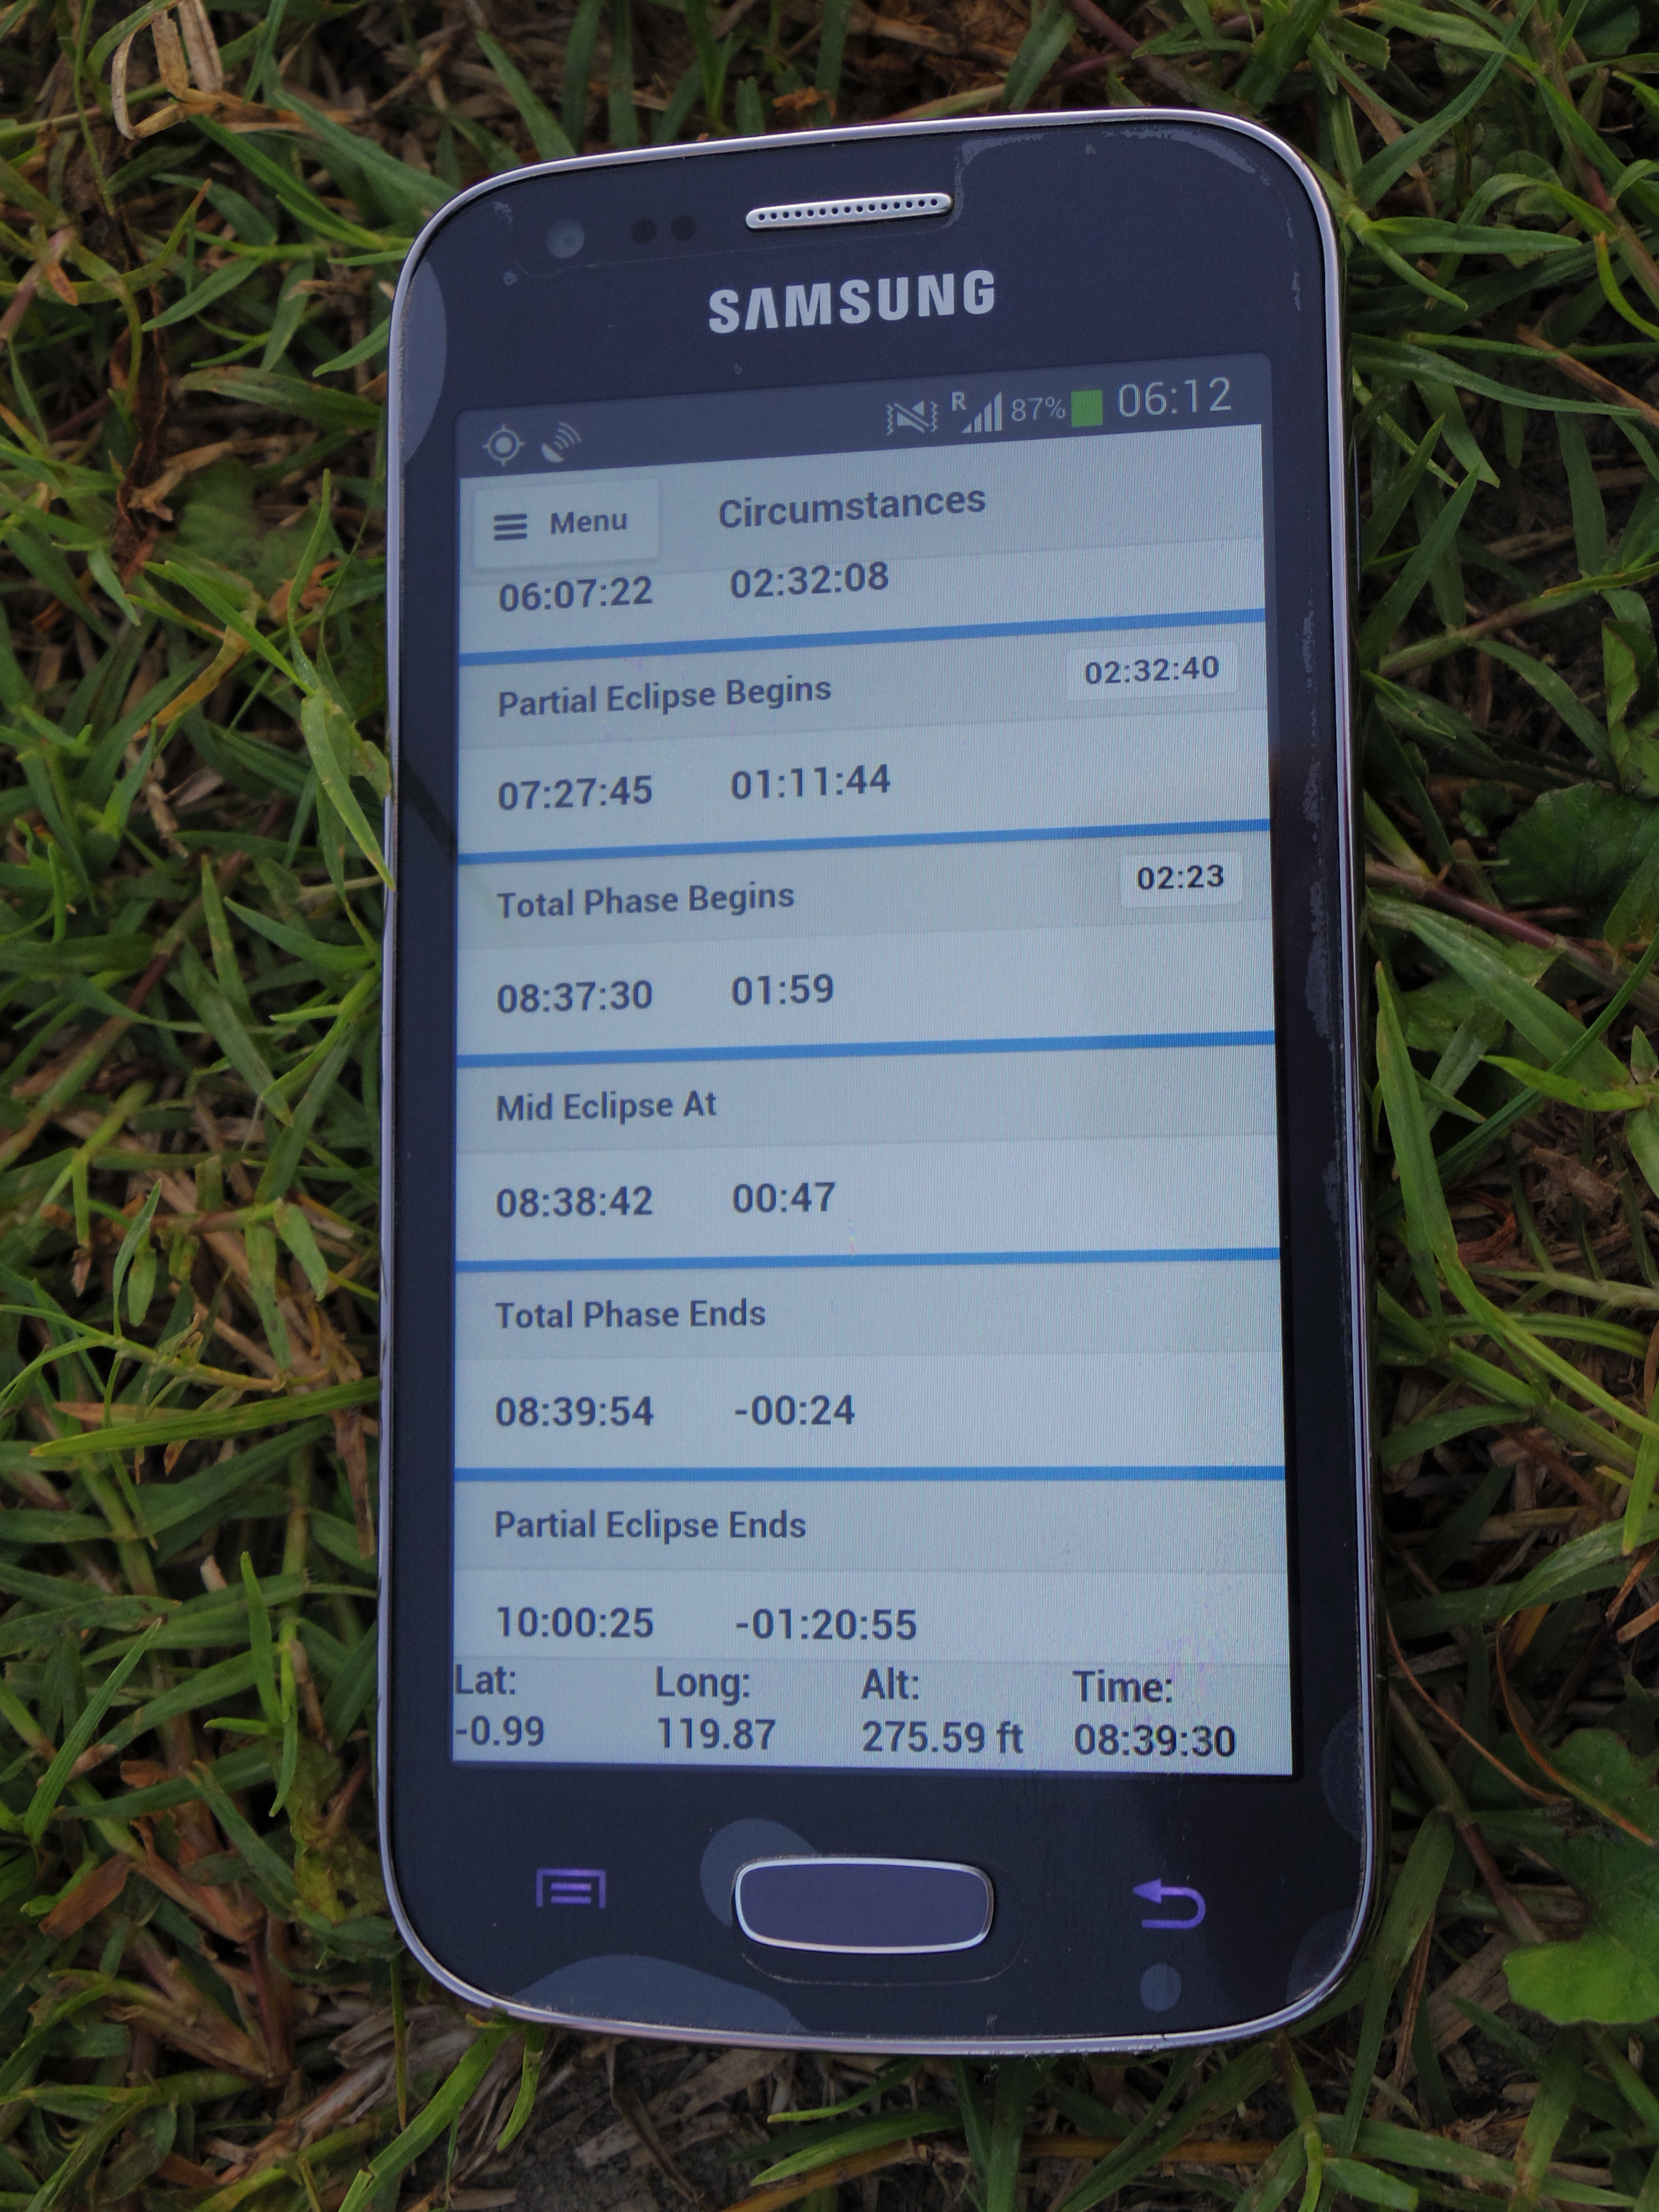 SAMSUNG
R 87% 06:12
Menu Circumstances
06:07:22 02:32:08
Partial Eclipse Begins 02:32:40
07:27:45 01:11:44
Total Phase Begins 02:23
08:37:30 01:59
Mid Eclipse At
08:38:42 00:47
Total Phase Ends
08:39:54 -00:24
Partial Eclipse Ends
10:00:25 -01:20:55
Lat: Long: Alt: Time:
-0.99 119.87 275.59 ft 08:39:30